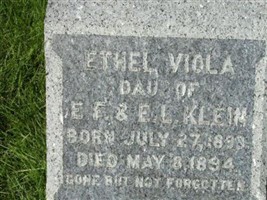 ETHEL VIOLA
DAU OF
E. F. & E. L. KLEIN
BORN JULY 27, 1893
DIED MAY 8, 1894
GONE BUT NOT FORGOTTEN